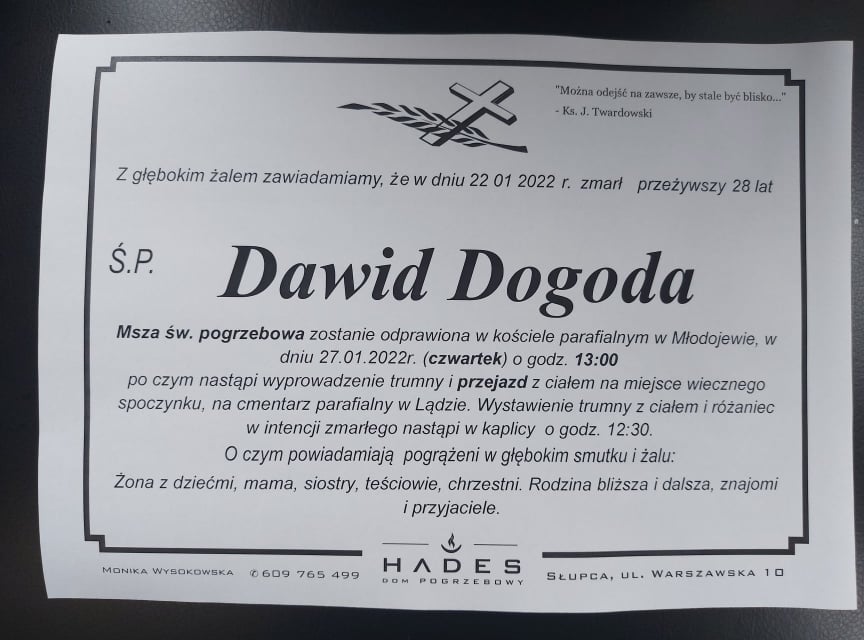 "Można odejść na zawsze, by stale być blisko..."
- Ks. J. Twardowski
Z głębokim żalem zawiadamiamy, że w dniu 22 01 2022 r. zmarł przeżywszy 28 lat
Ś.P. Dawid Dogoda
Msza św. pogrzebowa zostanie odprawiona w kościele parafialnym w Młodojewie, w
dniu 27.01.2022r. (czwartek) o godz. 13:00
po czym nastąpi wyprowadzenie trumny i przejazd z ciałem na miejsce wiecznego
spoczynku, na cmentarz parafialny w Lądzie. Wystawienie trumny z ciałem i różaniec
w intencji zmarłego nastąpi w kaplicy o godz. 12:30.
O czym powiadamiają pogrążeni w głębokim smutku i żalu:
Żona z dziećmi, mama, siostry, teściowie, chrzestni. Rodzina bliższa i dalsza, znajomi
i przyjaciele.
MONIKA WYSOKOWSKA ✆609 765 499
HADES
DOM POGRZEBOWY
SŁUPCA, UL. WARSZAWSKA 10